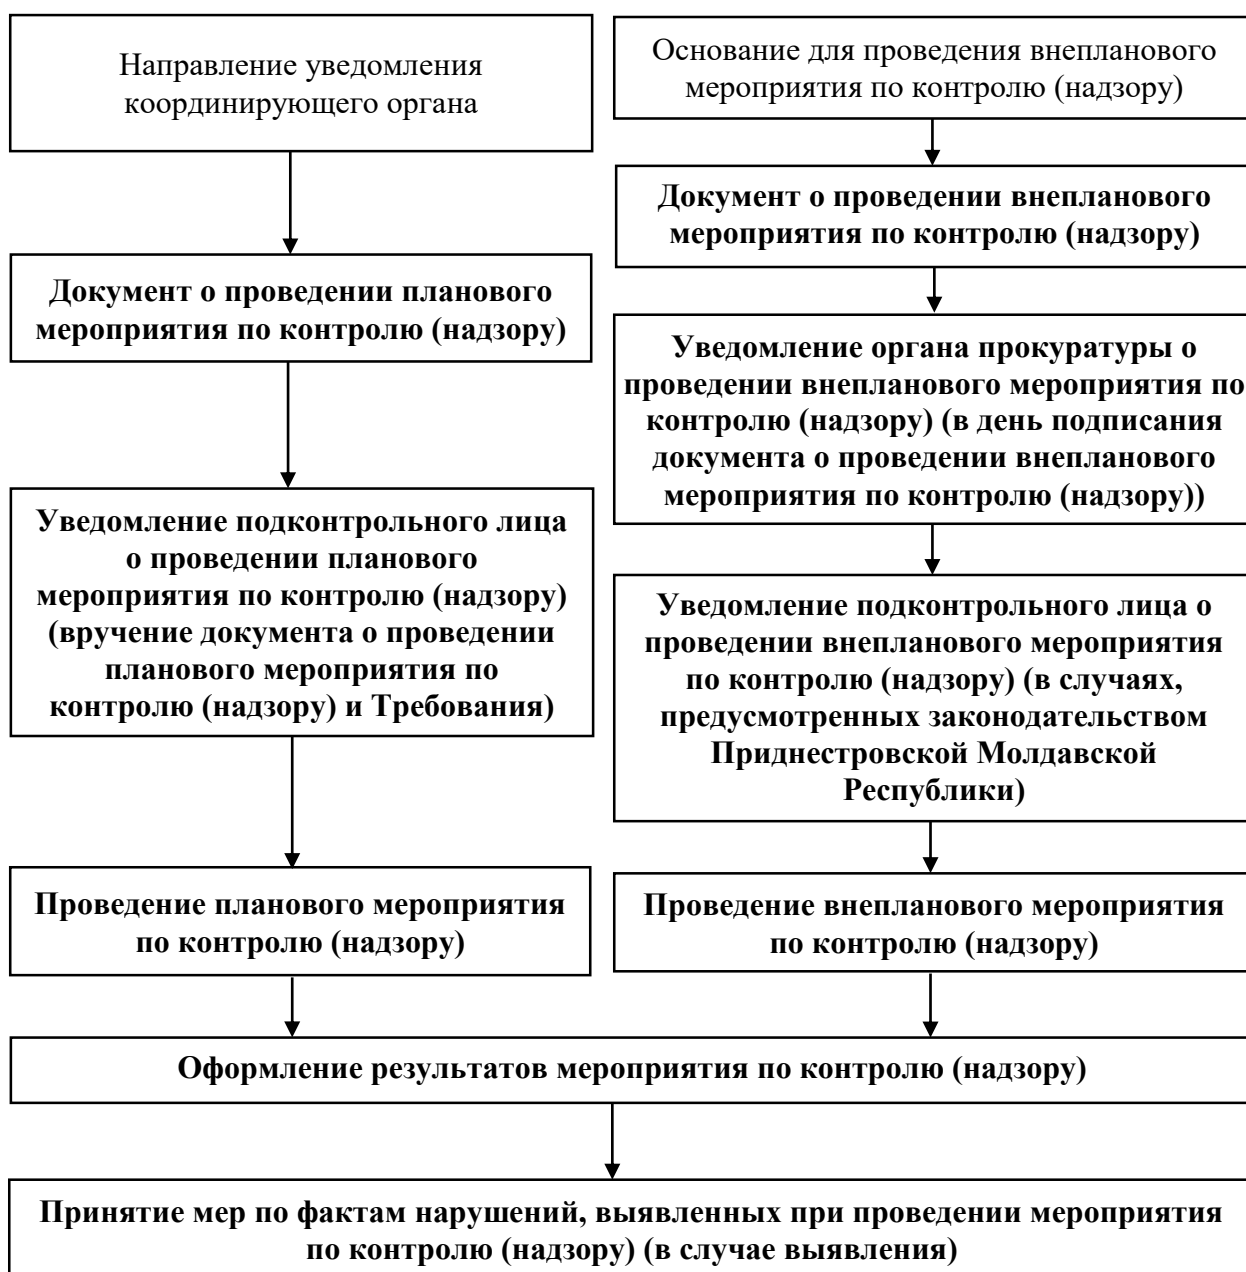 Направление уведомления
координирующего органа
Документ о проведении планового
мероприятия по контролю (надзору)
Уведомление подконтрольного лица
о проведении планового
мероприятия по контролю (надзору)
(вручение документа о проведении
планового мероприятия по
контролю (надзору) и Требования)
Проведение планового мероприятия
по контролю (надзору)
Основание для проведения внепланового
мероприятия по контролю (надзору)
Документ о проведении внепланового
мероприятия по контролю (надзору)
Уведомление органа прокуратуры о
проведении внепланового мероприятия по
контролю (надзору) (в день подписания
документа о проведении внепланового
мероприятия по контролю (надзору))
Уведомление подконтрольного лица о
проведении внепланового мероприятия
по контролю (надзору) (в случаях,
предусмотренных законодательством
Приднестровской Молдавской
Республики)
Проведение внепланового мероприятия
по контролю (надзору)
Оформление результатов мероприятия по контролю (надзору)
Принятие мер по фактам нарушений, выявленных при проведении мероприятия
по контролю (надзору) (в случае выявления)